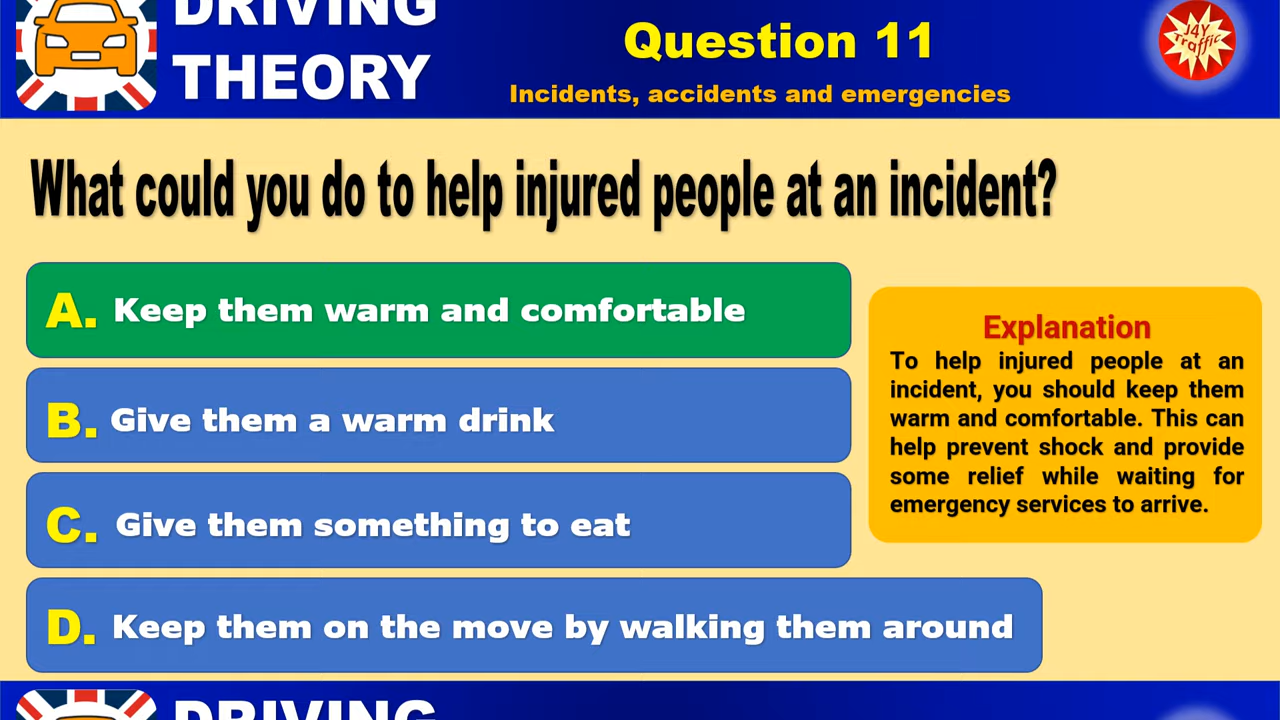 DRIVING
THEORY
Question 11
Incidents, accidents and emergencies
J4Y
Traffic
What could you do to help injured people at an incident?
A. Keep them warm and comfortable
B. Give them a warm drink
C. Give them something to eat
D. Keep them on the move by walking them around
Explanation
To help injured people at an
incident, you should keep them
warm and comfortable. This can
help prevent shock and provide
some relief while waiting for
emergency services to arrive.
DRIVING